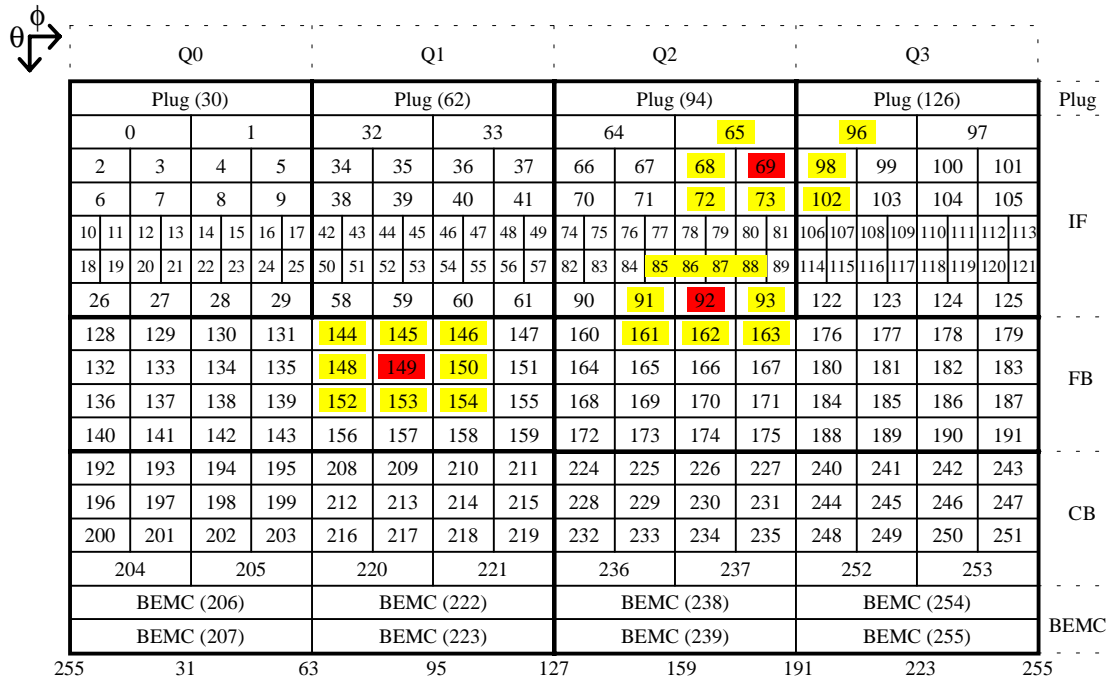 ϕ
θ
Q0 Q1 Q2 Q3
Plug (30) Plug (62) Plug (94) Plug (126) Plug
0 1 32 33 64 65 96 97
2 3 4 5 34 35 36 37 66 67 68 69 98 99 100 101
6 7 8 9 38 39 40 41 70 71 72 73 102 103 104 105
IF
10 11 12 13 14 15 16 17 42 43 44 45 46 47 48 49 74 75 76 77 78 79 80 81 106 107 108 109 110 111 112 113
18 19 20 21 22 23 24 25 50 51 52 53 54 55 56 57 82 83 84 85 86 87 88 89 114 115 116 117 118 119 120 121
26 27 28 29 58 59 60 61 90 91 92 93 122 123 124 125
128 129 130 131 144 145 146 147 160 161 162 163 176 177 178 179
132 133 134 135 148 149 150 151 164 165 166 167 180 181 182 183
FB
136 137 138 139 152 153 154 155 168 169 170 171 184 185 186 187
140 141 142 143 156 157 158 159 172 173 174 175 188 189 190 191
192 193 194 195 208 209 210 211 224 225 226 227 240 241 242 243
196 197 198 199 212 213 214 215 228 229 230 231 244 245 246 247
CB
200 201 202 203 216 217 218 219 232 233 234 235 248 249 250 251
204 205 220 221 236 237 252 253
BEMC (206) BEMC (222) BEMC (238) BEMC (254)
BEMC
BEMC (207) BEMC (223) BEMC (239) BEMC (255)
255 31 63 95 127 159 191 223 255